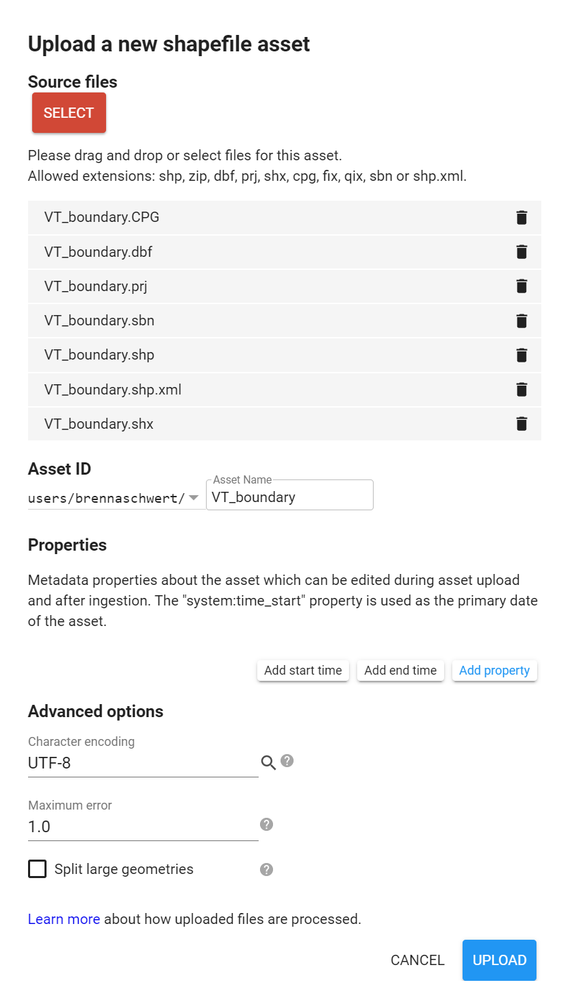 Upload a new shapefile asset
Source files
SELECT
Please drag and drop or select files for this asset.
Allowed extensions: shp, zip, dbf, prj, shx, cpg, fix, qix, sbn or shp.xml.
VT_boundary.CPG
VT_boundary.dbf
VT_boundary.prj
VT_boundary.sbn
VT_boundary.shp
VT_boundary.shp.xml
VT_boundary.shx
Asset ID
Asset Name
users/brennaschwert/ VT_boundary
Properties
Metadata properties about the asset which can be edited during asset upload
and after ingestion. The "system:time_start" property is used as the primary date
of the asset.
Add start time Add end time Add property
Advanced options
Character encoding
UTF-8
Maximum error
1.0
Split large geometries
Learn more about how uploaded files are processed.
CANCEL UPLOAD